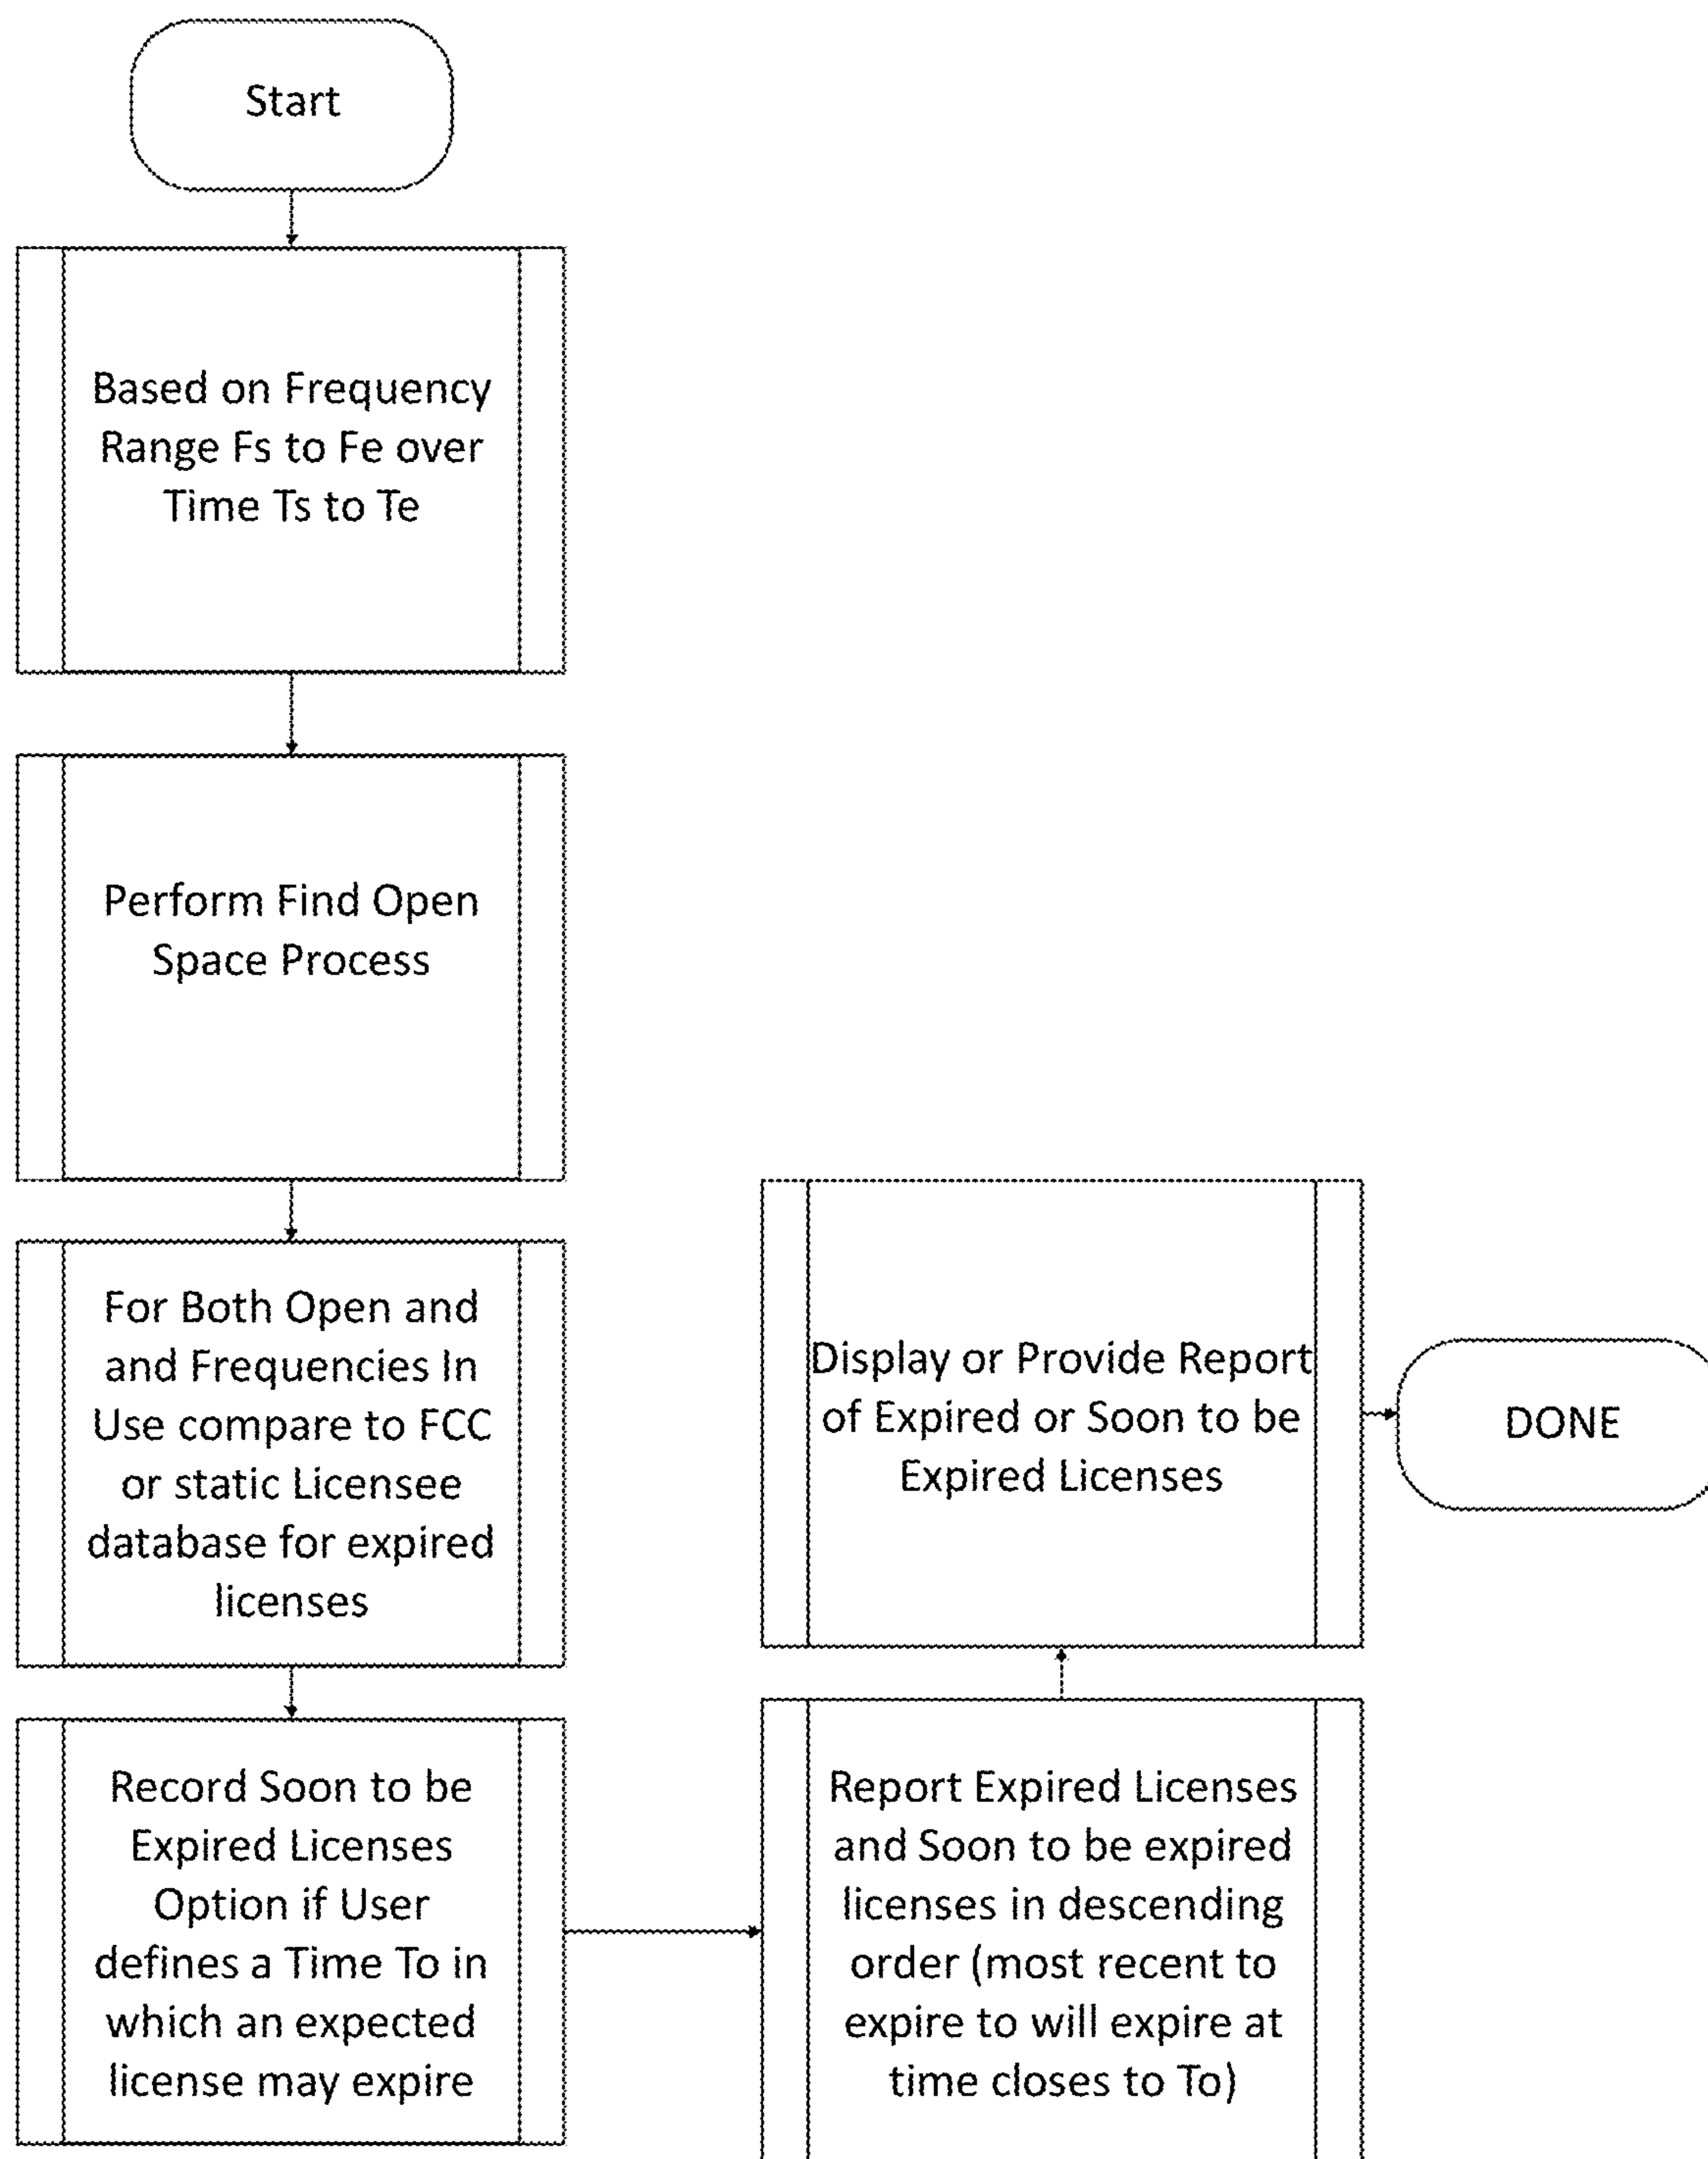 Start
Based on Frequency
Range Fs to Fe over
Time Ts to Te
Perform Find Open
Space Process
For Both Open and
and Frequencies In
Use compare to FCC
or static Licensee
database for expired
licenses
Record Soon to be
Expired Licenses
Option if User
defines a Time To in
which an expected
license may expire
Report Expired Licenses
and Soon to be expired
licenses in descending
order (most recent to
expire to will expire at
time closes to To)
Display or Provide Report
of Expired or Soon to be
Expired Licenses
DONE